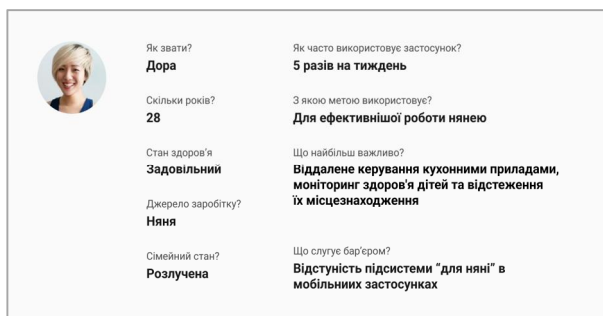 Як звати?
Дора
Скільки років?
28
Стан здоров'я
Задовільний
Джерело заробітку?
Няня
Сімейний стан?
Розлучена
Як часто використовує застосунок?
5 разів на тиждень
З якою метою використовує?
Для ефективнішої роботи нянею
Що найбільш важливо?
Віддалене керування кухонними приладами,
моніторинг здоров'я дітей та відстеження
їх місцезнаходження
Що слугує бар'єром?
Відстуність підсистеми “для няні” в
мобільниих застосунках